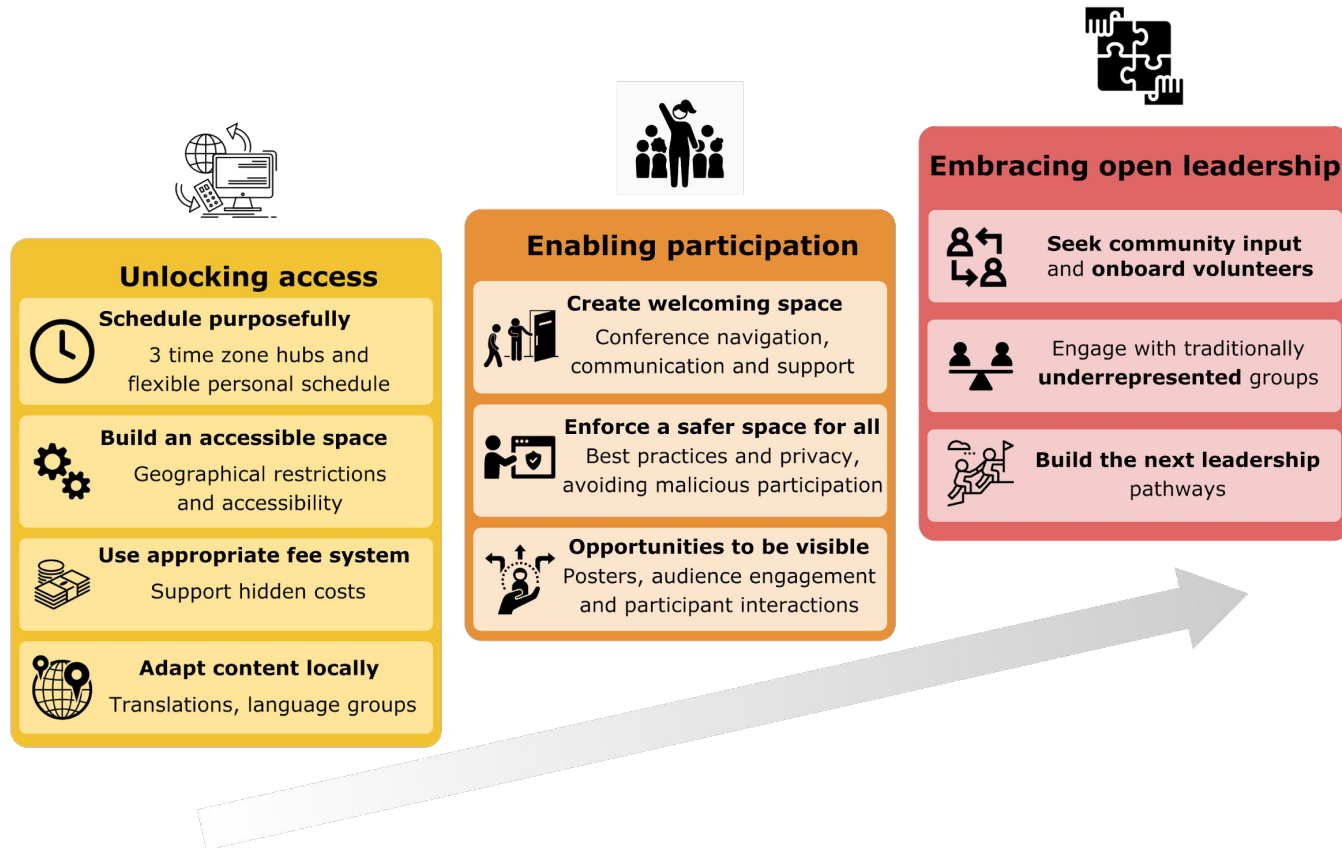 Unlocking access
Schedule purposefully
3 time zone hubs and
flexible personal schedule
Build an accessible space
Geographical restrictions
and accessibility
Use appropriate fee system
Support hidden costs
Adapt content locally
Translations, language groups
Enabling participation
Create welcoming space
Conference navigation,
communication and support
Enforce a safer space for all
Best practices and privacy,
avoiding malicious participation
Opportunities to be visible
Posters, audience engagement
and participant interactions
Embracing open leadership
Seek community input
and onboard volunteers
Engage with traditionally
underrepresented groups
Build the next leadership
pathways